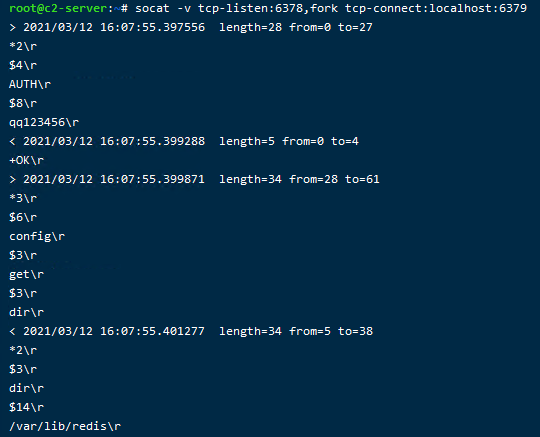 root@c2-server:~# socat -v tcp-listen:6378,fork tcp-connect:localhost:6379
> 2021/03/12 16:07:55.397556  length=28 from=0 to=27
*2\r
$4\r
AUTH\r
$8\r
qq123456\r
< 2021/03/12 16:07:55.399288  length=5 from=0 to=4
+OK\r
> 2021/03/12 16:07:55.399871  length=34 from=28 to=61
*3\r
$6\r
config\r
$3\r
get\r
$3\r
dir\r
< 2021/03/12 16:07:55.401277  length=34 from=5 to=38
*2\r
$3\r
dir\r
$14\r
/var/lib/redis\r